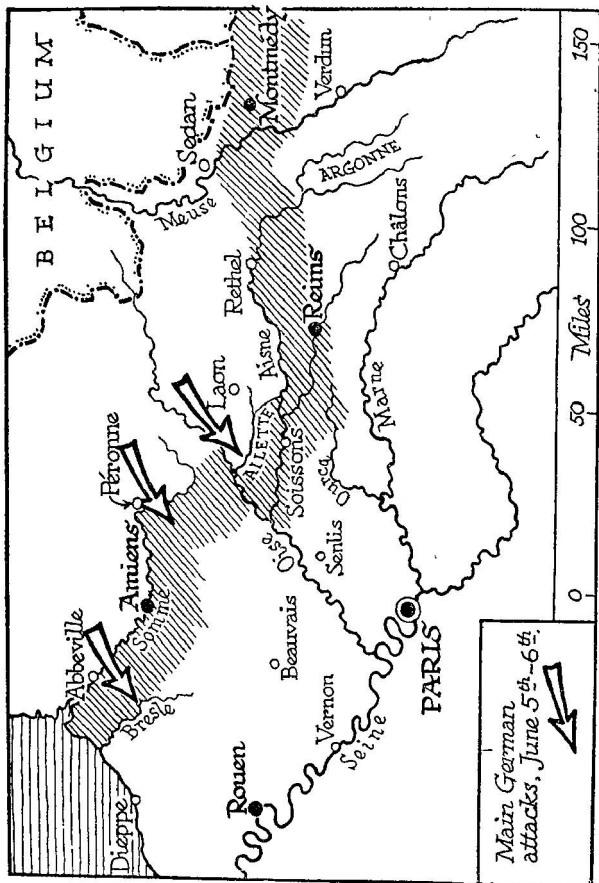 BELGIUM
Abbeville
Amiens
Péronne
Somme
Bresle
Dieppe
Rouen
Beauvais
Vernon
Seine
PARIS
Senlis
Oise
Laon
AILETTE
Soissons
Aisne
Ourcq
Marne
Rethel
Reims
Châlons
ARGONNE
Meuse
Sedan
Montmédy
Verdun
Main German
attacks, June 5th–6th.
0
50
100
150
Miles